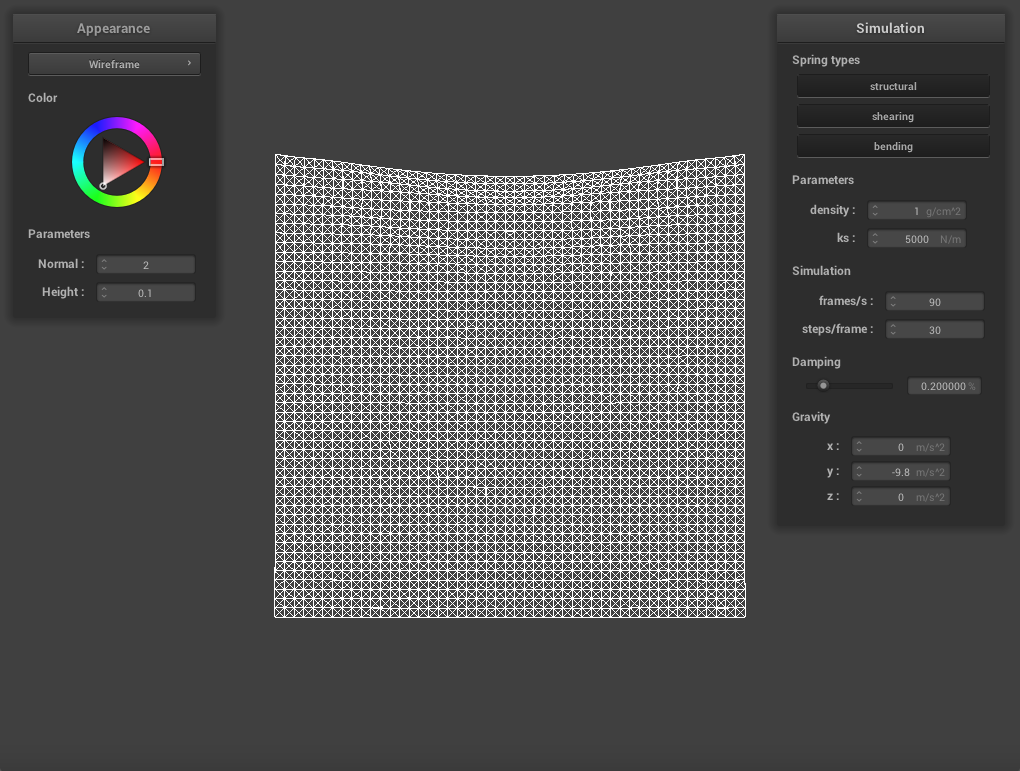 Appearance
Wireframe ›
Color
Parameters
Normal : 2
Height : 0.1
Simulation
Spring types
structural
shearing
bending
Parameters
density : 1 g/cm^2
ks : 5000 N/m
Simulation
frames/s : 90
steps/frame : 30
Damping
0.200000 %
Gravity
x : 0 m/s^2
y : -9.8 m/s^2
z : 0 m/s^2